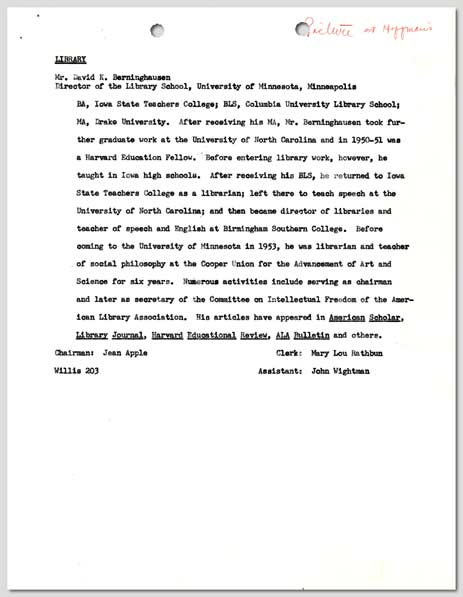 Picture at Hoffman's
LIBRARY
Mr. David K. Berninghausen
Director of the Library School, University of Minnesota, Minneapolis
BA, Iowa State Teachers College; BLS, Columbia University Library School;
MA, Drake University. After receiving his MA, Mr. Berninghausen took fur-
ther graduate work at the University of North Carolina and in 1950-51 was
a Harvard Education Fellow. Before entering library work, however, he
taught in Iowa high schools. After receiving his BLS, he returned to Iowa
State Teachers College as a librarian; left there to teach speech at the
University of North Carolina; and then became director of libraries and
teacher of speech and English at Birmingham Southern College. Before
coming to the University of Minnesota in 1953, he was librarian and teacher
of social philosophy at the Cooper Union for the Advancement of Art and
Science for six years. Numerous activities include serving as chairman
and later as secretary of the Committee on Intellectual Freedom of the Amer-
ican Library Association. His articles have appeared in American Scholar,
Library Journal, Harvard Educational Review, ALA Bulletin and others.
Chairman: Jean Apple Clerk: Mary Lou Rathbun
Willis 203 Assistant: John Wightman